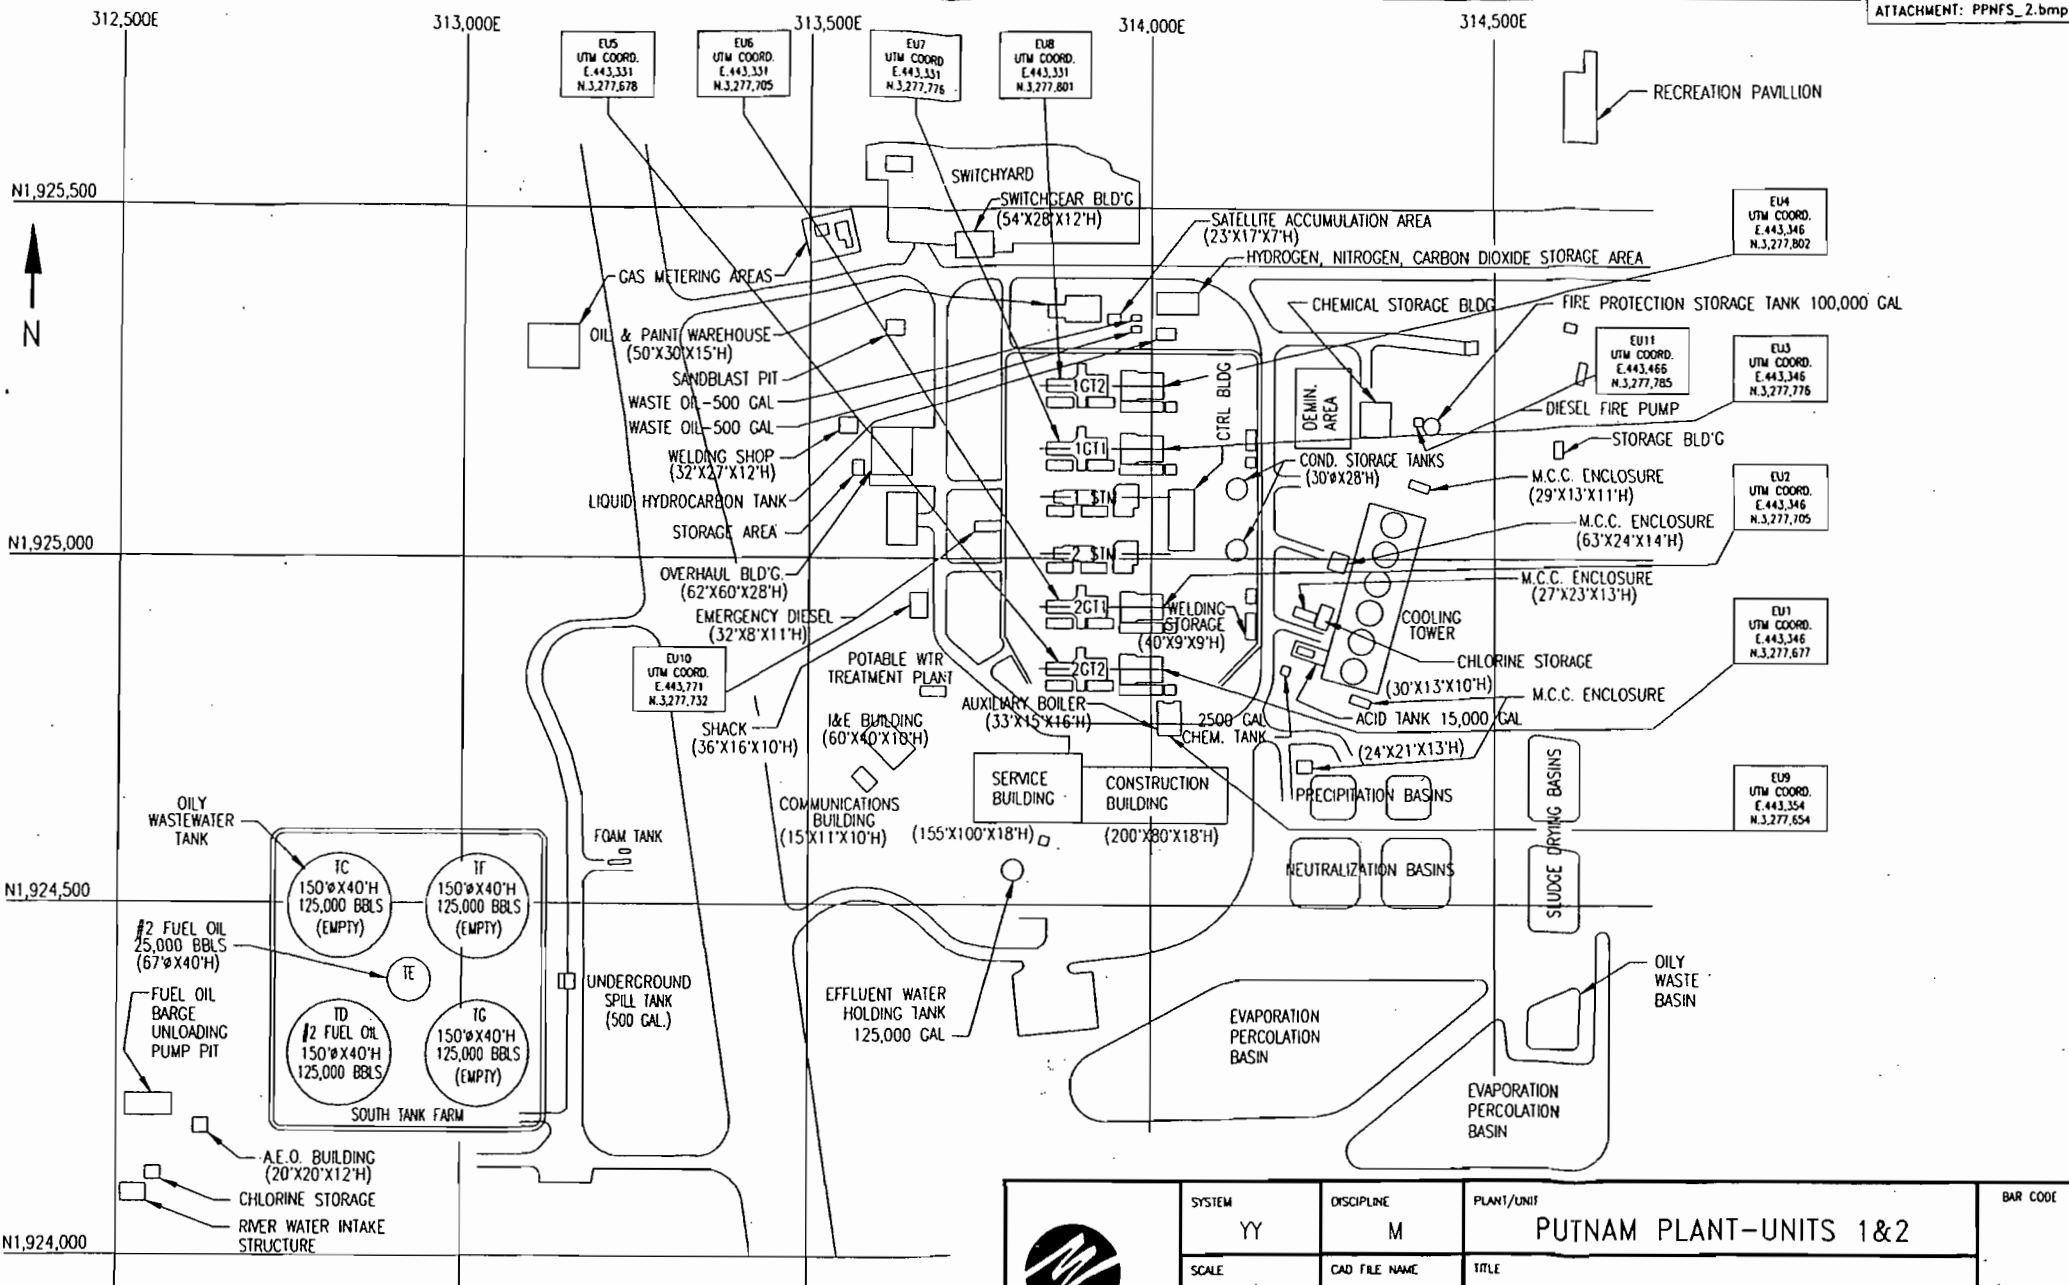 ATTACHMENT: PPNFS_2.bmp
312,500E
313,000E
313,500E
314,000E
314,500E
EU5
UTM COORD.
E.443,331
N.3,277,678
EU6
UTM COORD.
E.443,331
N.3,277,705
EU7
UTM COORD
E.443,331
N.3,277,776
EU8
UTM COORD.
E.443,331
N.3,277,801
RECREATION PAVILLION
N1,925,500
N
SWITCHYARD
SWITCHGEAR BLD'G
(54'X28'X12'H)
SATELLITE ACCUMULATION AREA
(23'X17'X7'H)
HYDROGEN, NITROGEN, CARBON DIOXIDE STORAGE AREA
EU4
UTM COORD.
E.443,346
N.3,277,802
GAS METERING AREAS
CHEMICAL STORAGE BLDG
FIRE PROTECTION STORAGE TANK 100,000 GAL
OIL & PAINT WAREHOUSE
(50'X30'X15'H)
SANDBLAST PIT
WASTE OIL-500 GAL
WASTE OIL-500 GAL
WELDING SHOP
(32'X27'X12'H)
LIQUID HYDROCARBON TANK
STORAGE AREA
EU11
UTM COORD.
E.443,466
N.3,277,785
EU3
UTM COORD.
E.443,346
N.3,277,776
1GT2
1GT1
1 STM
2 STM
2GT1
2GT2
CTRL BLDG
DEMIN.
AREA
DIESEL FIRE PUMP
STORAGE BLD'G
COND. STORAGE TANKS
(30'øX28'H)
M.C.C. ENCLOSURE
(29'X13'X11'H)
EU2
UTM COORD.
E.443,346
N.3,277,705
M.C.C. ENCLOSURE
(63'X24'X14'H)
N1,925,000
OVERHAUL BLD'G.
(62'X60'X28'H)
EMERGENCY DIESEL
(32'X8'X11'H)
M.C.C. ENCLOSURE
(27'X23'X13'H)
COOLING
TOWER
WELDING
STORAGE
(40'X9'X9'H)
EU1
UTM COORD.
E.443,346
N.3,277,677
EU10
UTM COORD.
E.443,771
N.3,277,732
POTABLE WTR
TREATMENT PLANT
CHLORINE STORAGE
(30'X13'X10'H)
M.C.C. ENCLOSURE
(24'X21'X13'H)
AUXILIARY BOILER
(33'X15'X16'H)
2500 GAL
CHEM. TANK
ACID TANK 15,000 GAL
SHACK
(36'X16'X10'H)
I&E BUILDING
(60'X40'X10'H)
SERVICE
BUILDING
(155'X100'X18'H)
CONSTRUCTION
BUILDING
(200'X80'X18'H)
PRECIPITATION BASINS
SLUDGE DRYING BASINS
EU9
UTM COORD.
E.443,354
N.3,277,654
COMMUNICATIONS
BUILDING
(15'X11'X10'H)
OILY
WASTEWATER
TANK
FOAM TANK
NEUTRALIZATION BASINS
N1,924,500
TC
150'øX40'H
125,000 BBLS
(EMPTY)
TF
150'øX40'H
125,000 BBLS
(EMPTY)
#2 FUEL OIL
25,000 BBLS
(67'øX40'H)
TE
FUEL OIL
BARGE
UNLOADING
PUMP PIT
TD
#2 FUEL OIL
150'øX40'H
125,000 BBLS
TG
150'øX40'H
125,000 BBLS
(EMPTY)
SOUTH TANK FARM
UNDERGROUND
SPILL TANK
(500 GAL.)
EFFLUENT WATER
HOLDING TANK
125,000 GAL
EVAPORATION
PERCOLATION
BASIN
OILY
WASTE
BASIN
EVAPORATION
PERCOLATION
BASIN
A.E.O. BUILDING
(20'X20'X12'H)
CHLORINE STORAGE
RIVER WATER INTAKE
STRUCTURE
N1,924,000
SYSTEM
YY
DISCIPLINE
M
PLANT/UNIT
PUTNAM PLANT-UNITS 1&2
BAR CODE
SCALE
CAD FILE NAME
TITLE